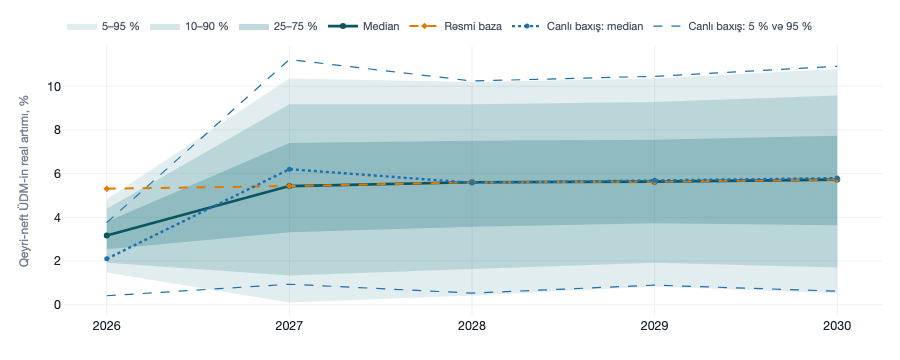 5–95 % 10–90 % 25–75 % Median Rəsmi baza Canlı baxış: median Canlı baxış: 5 % və 95 %
Qeyri-neft ÜDM-in real artımı, %
10
8
6
4
2
0
2026 2027 2028 2029 2030